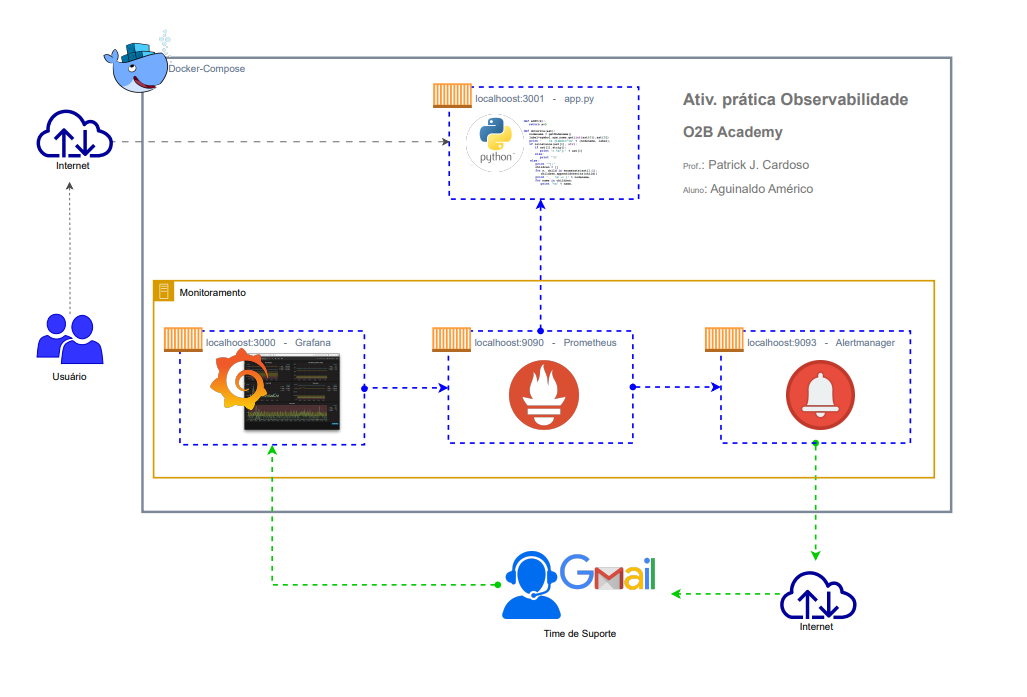 Docker-Compose
localhoost:3001 - app.py
Ativ. prática Observabilidade
O2B Academy
Prof.: Patrick J. Cardoso
Aluno: Aguinaldo Américo
python
Internet
Monitoramento
localhoost:3000 - Grafana
localhoost:9090 - Prometheus
localhoost:9093 - Alertmanager
Usuário
Gmail
Time de Suporte
Internet